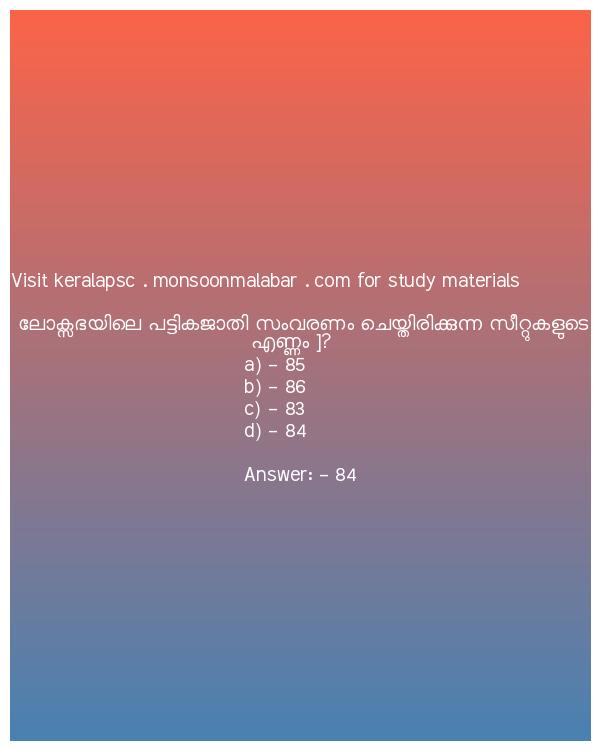 Visit keralapsc . monsoonmalabar . com for study materials
ലോക്സഭയിലെ പട്ടികജാതി സംവരണം ചെയ്തിരിക്കുന്ന സീറ്റുകളുടെ
എണ്ണം ]?
a) - 85
b) - 86
c) - 83
d) - 84
Answer: - 84